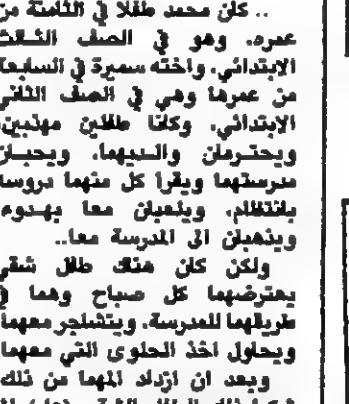 .. كان محمد طفلا في الثامنة من
عمره، وهو في الصف الثالث
الابتدائي، واخته سميرة في السابعة
من عمرها وهي في الصف الثاني
الابتدائي، وكانا طفلين مهذبين،
ويحترمان والديهما، ويحبان
مدرستهما ويقرأ كل منهما دروسا
بانتظام، ويلعبان معا بهدوء
ويذهبان الى المدرسة معا..
ولكن كان هناك طفل شقي
يعترضهما كل صباح وهما في
طريقهما للمدرسة، ويتشاجر معهما
ويحاول اخذ الحلوى التي معهما
وبعد ان ازداد المهما من ذلك